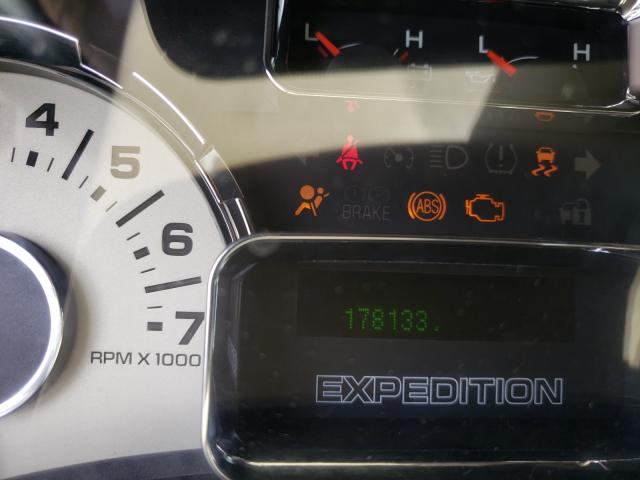 L H L H
4
5
6
7
RPM X 1000
BRAKE
ABS
178133.
EXPEDITION